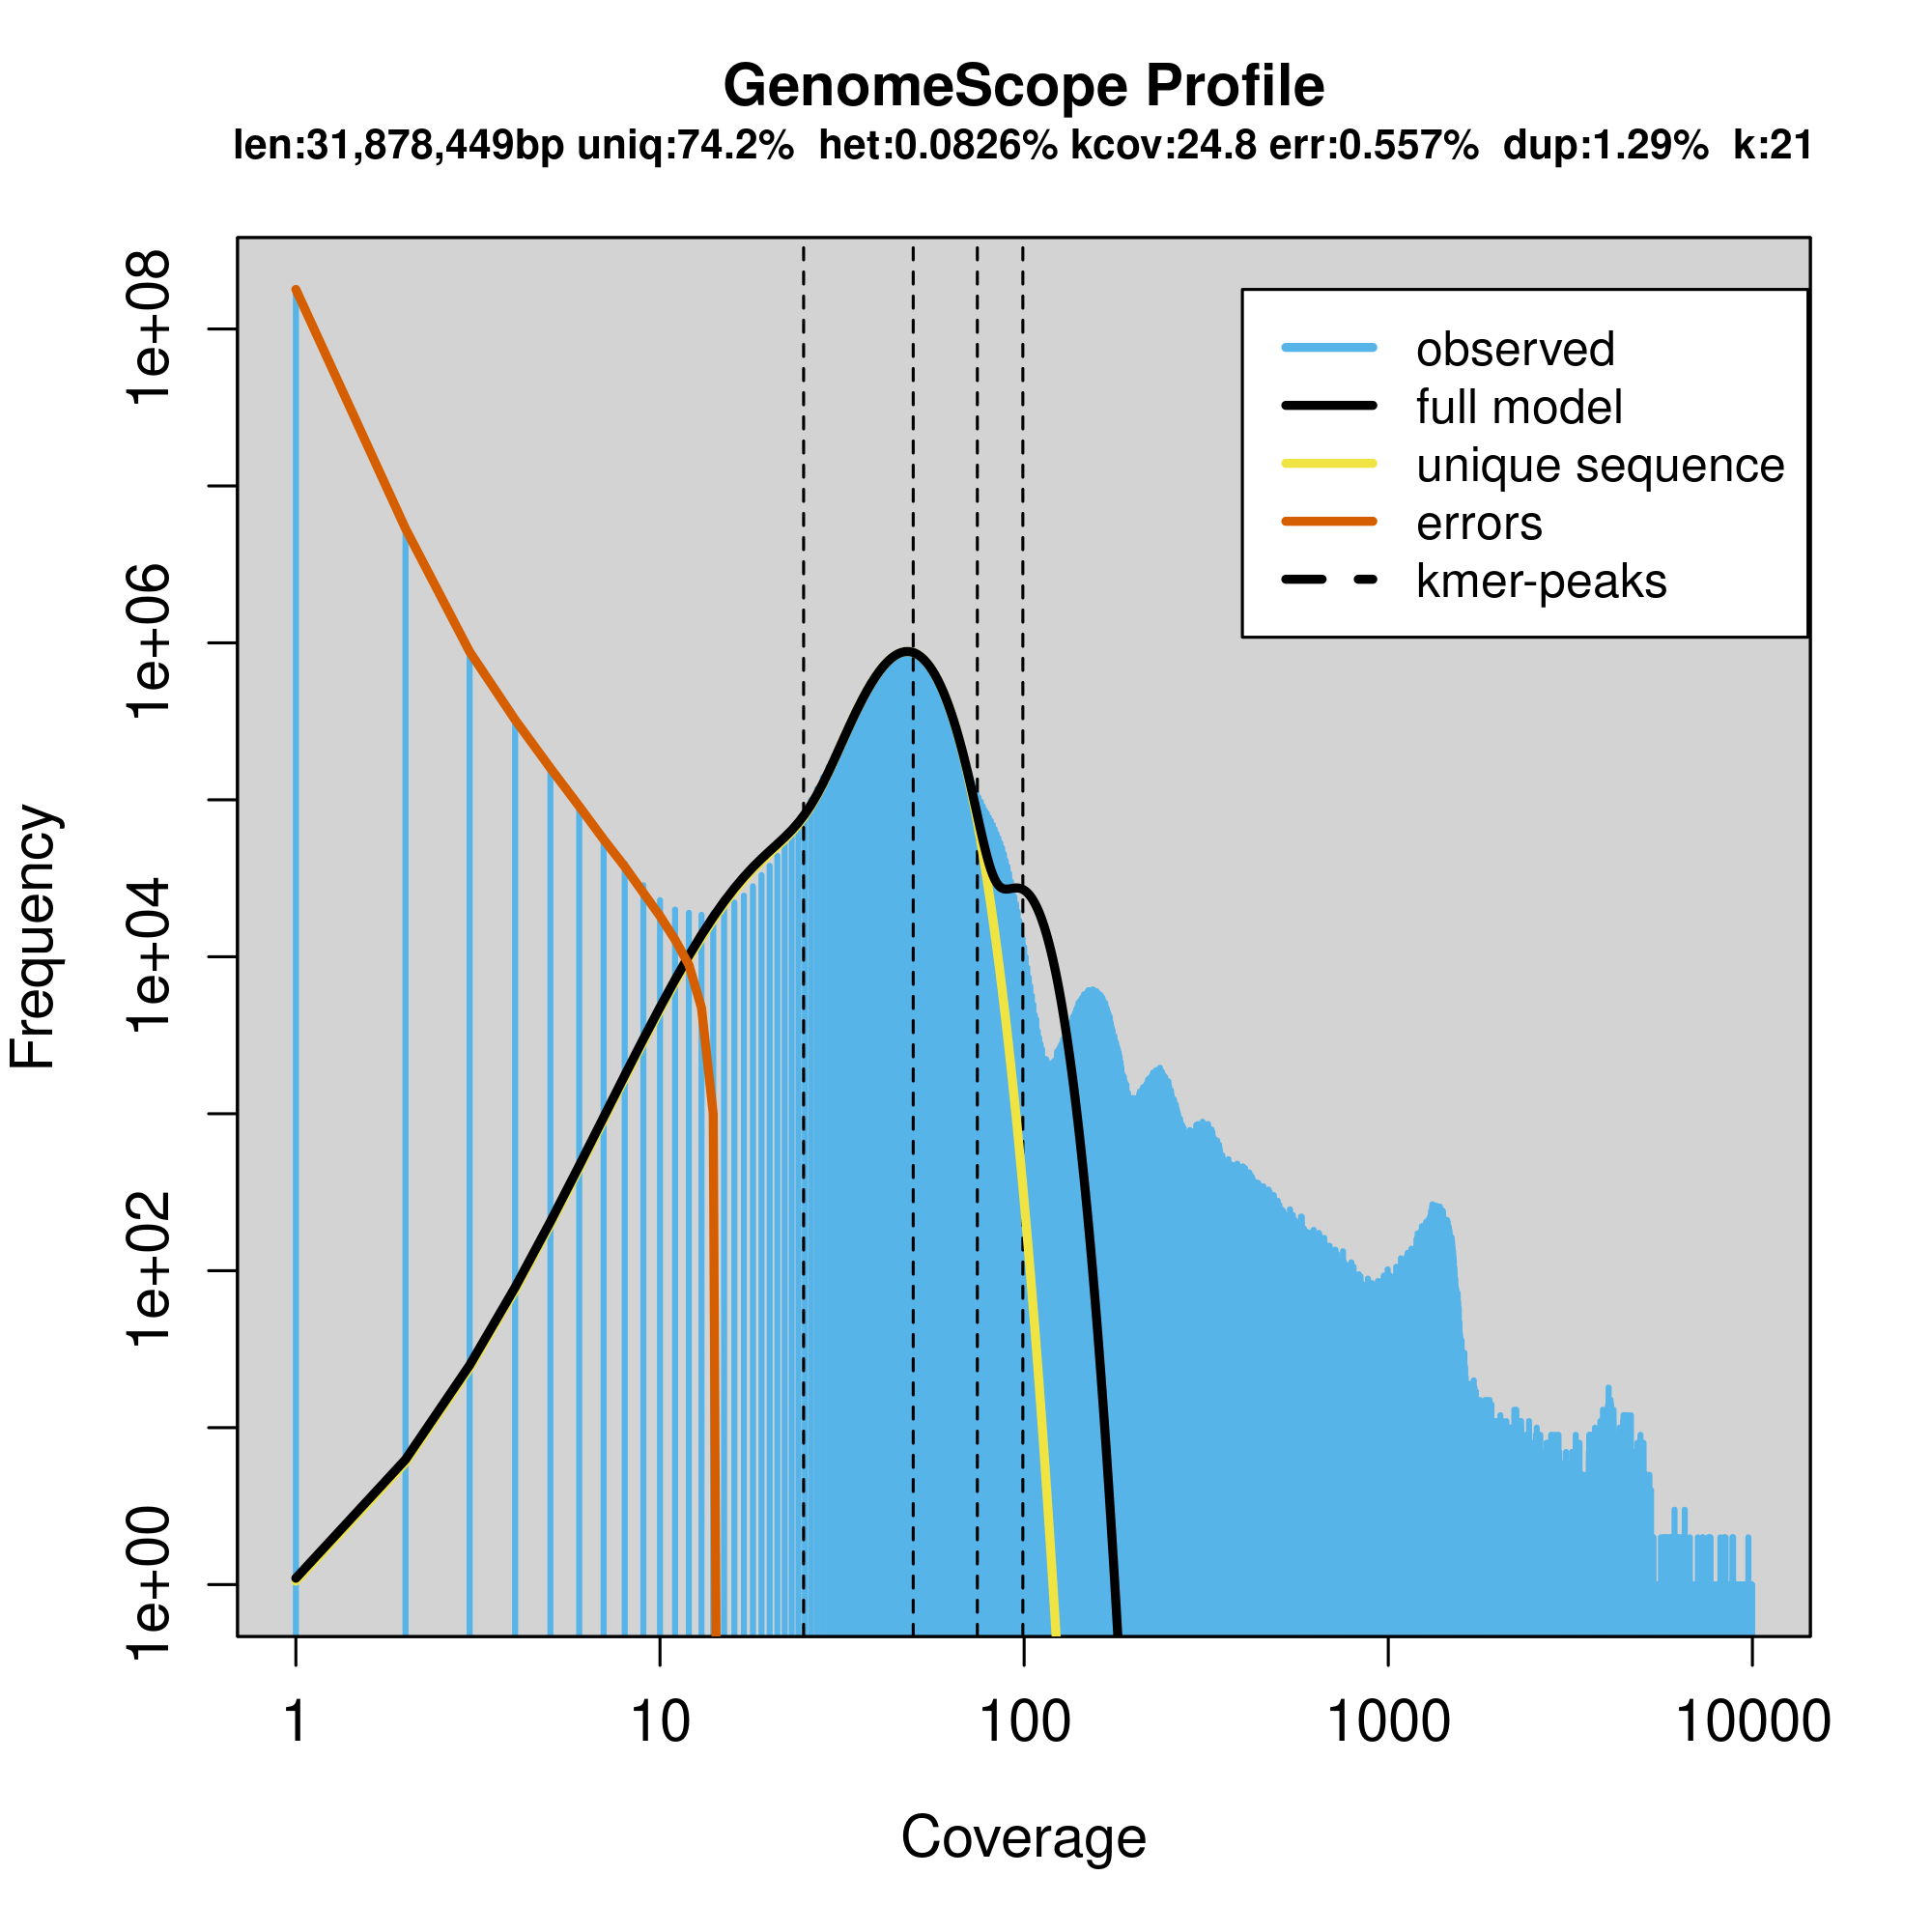 GenomeScope Profile
len:31,878,449bp uniq:74.2% het:0.0826% kcov:24.8 err:0.557% dup:1.29% k:21
observed
full model
unique sequence
errors
kmer-peaks
Frequency
1e+08
1e+06
1e+04
1e+02
1e+00
1 10 100 1000 10000
Coverage